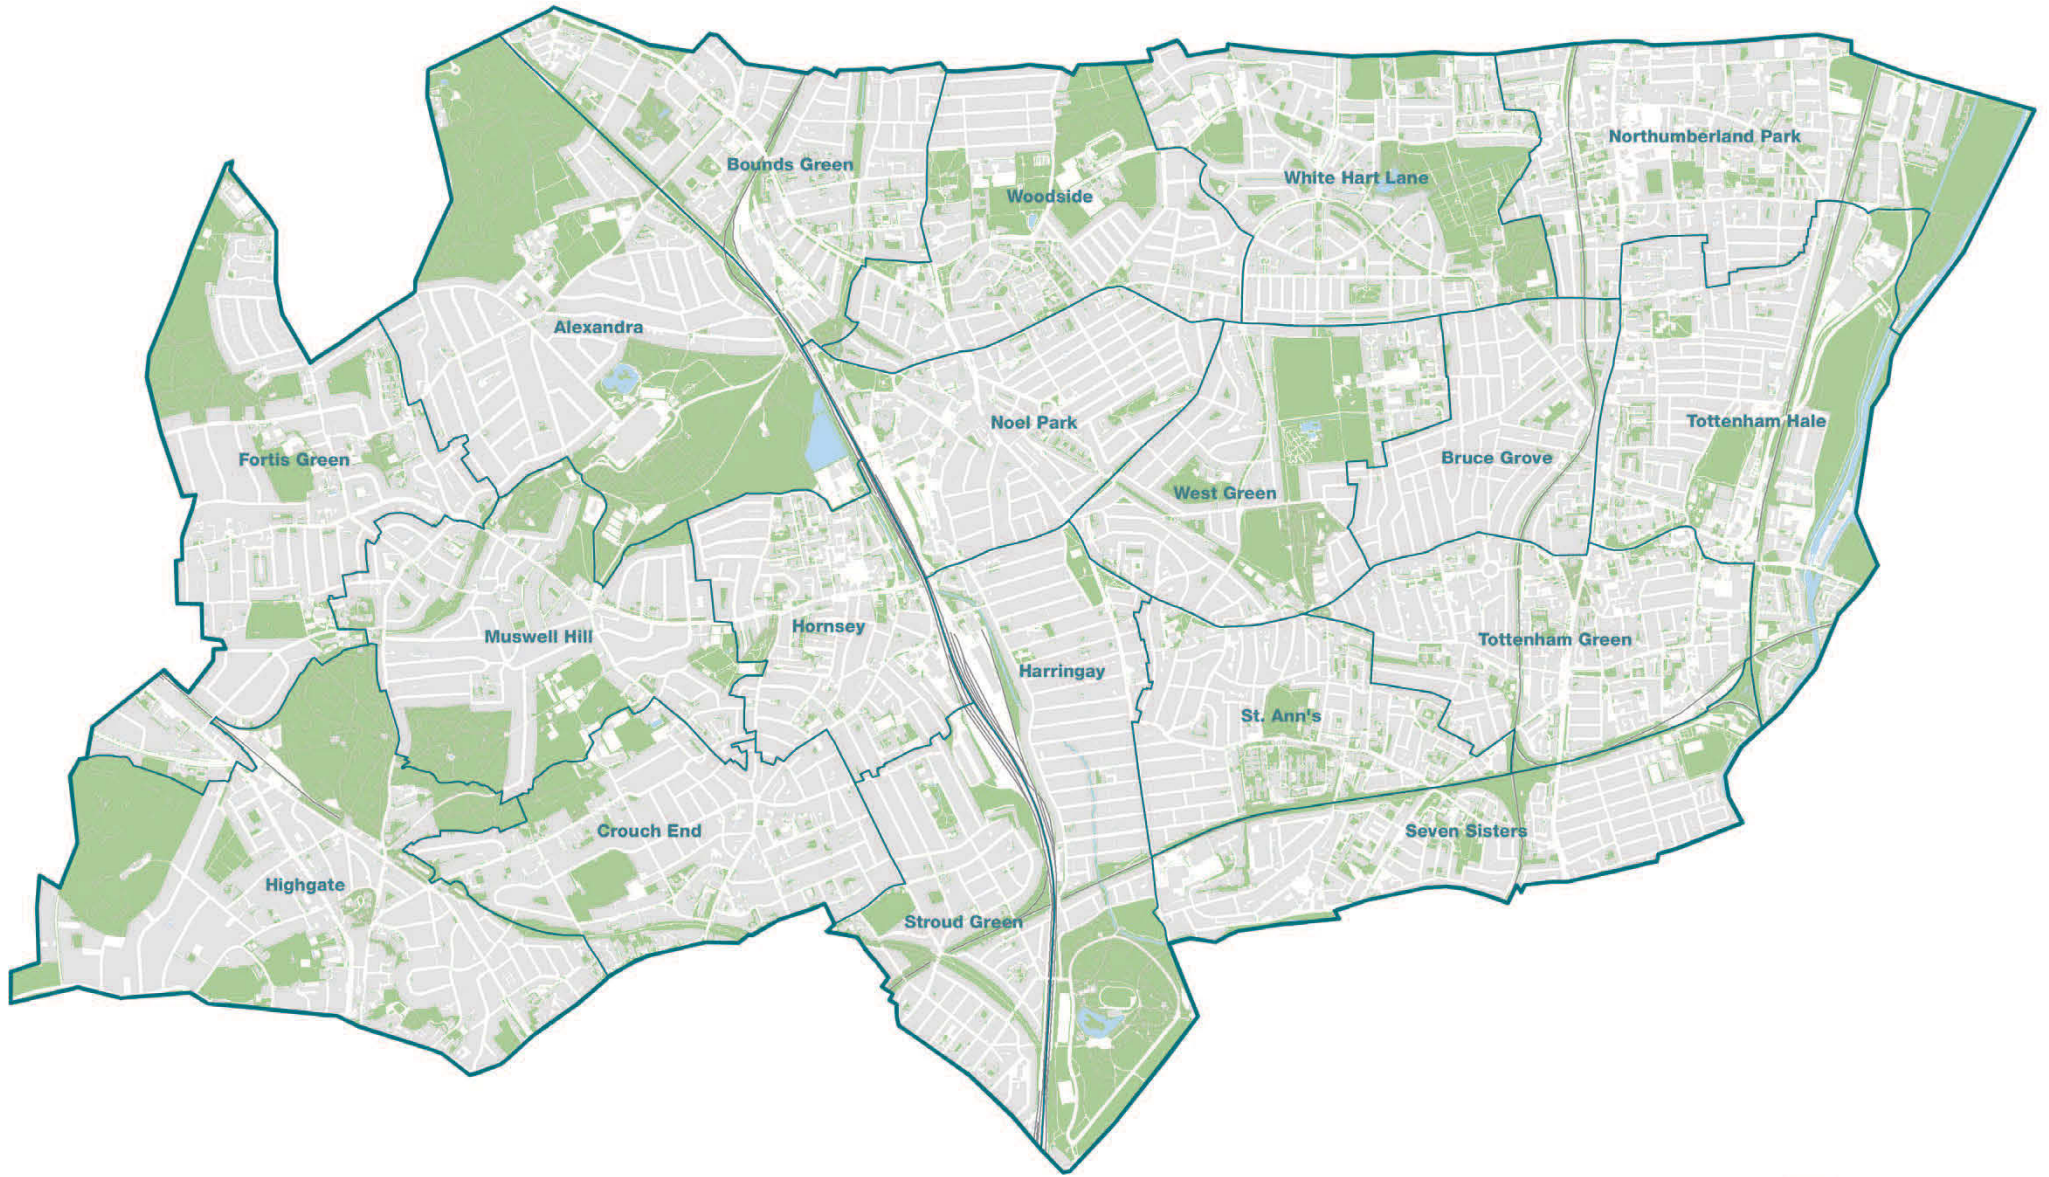 Northumberland Park
Bounds Green
White Hart Lane
Woodside
Alexandra
Noel Park
Tottenham Hale
Fortis Green
Bruce Grove
West Green
Hornsey
Muswell Hill
Tottenham Green
Harringay
St. Ann's
Crouch End
Seven Sisters
Highgate
Stroud Green